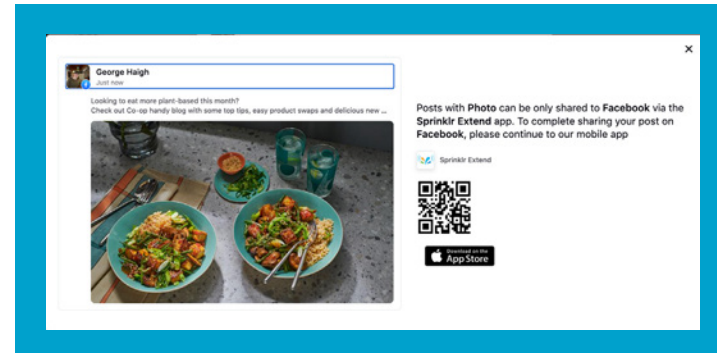 George Haigh
Just now
Looking to eat more plant-based this month?
Check out Co-op handy blog with some top tips, easy product swaps and delicious new ...
Posts with Photo can be only shared to Facebook via the
Sprinklr Extend app. To complete sharing your post on
Facebook, please continue to our mobile app
Sprinklr Extend
Download on the
App Store